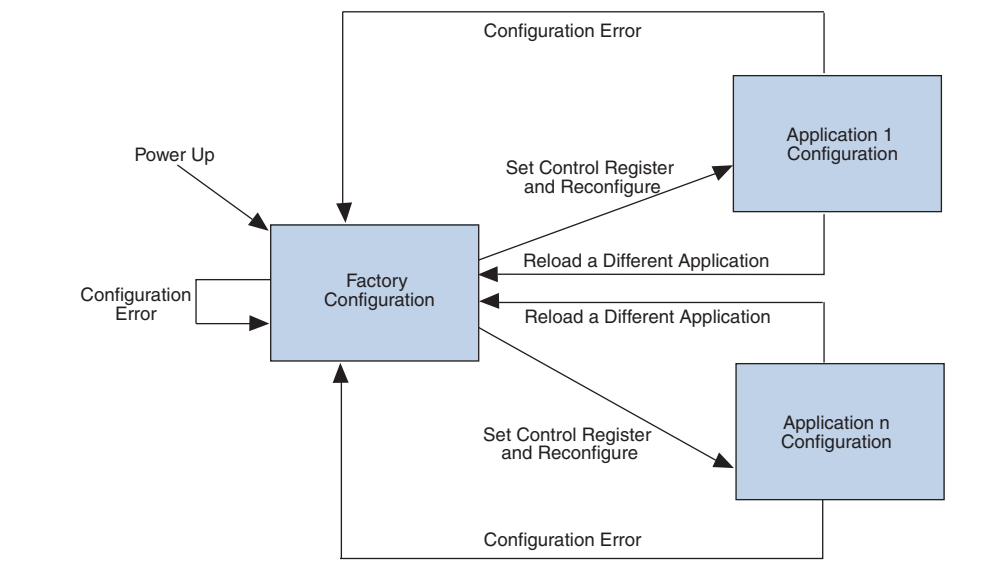 Configuration Error
Application 1
Configuration
Power Up
Set Control Register
and Reconfigure
Reload a Different Application
Factory
Configuration
Configuration
Error
Reload a Different Application
Application n
Configuration
Set Control Register
and Reconfigure
Configuration Error